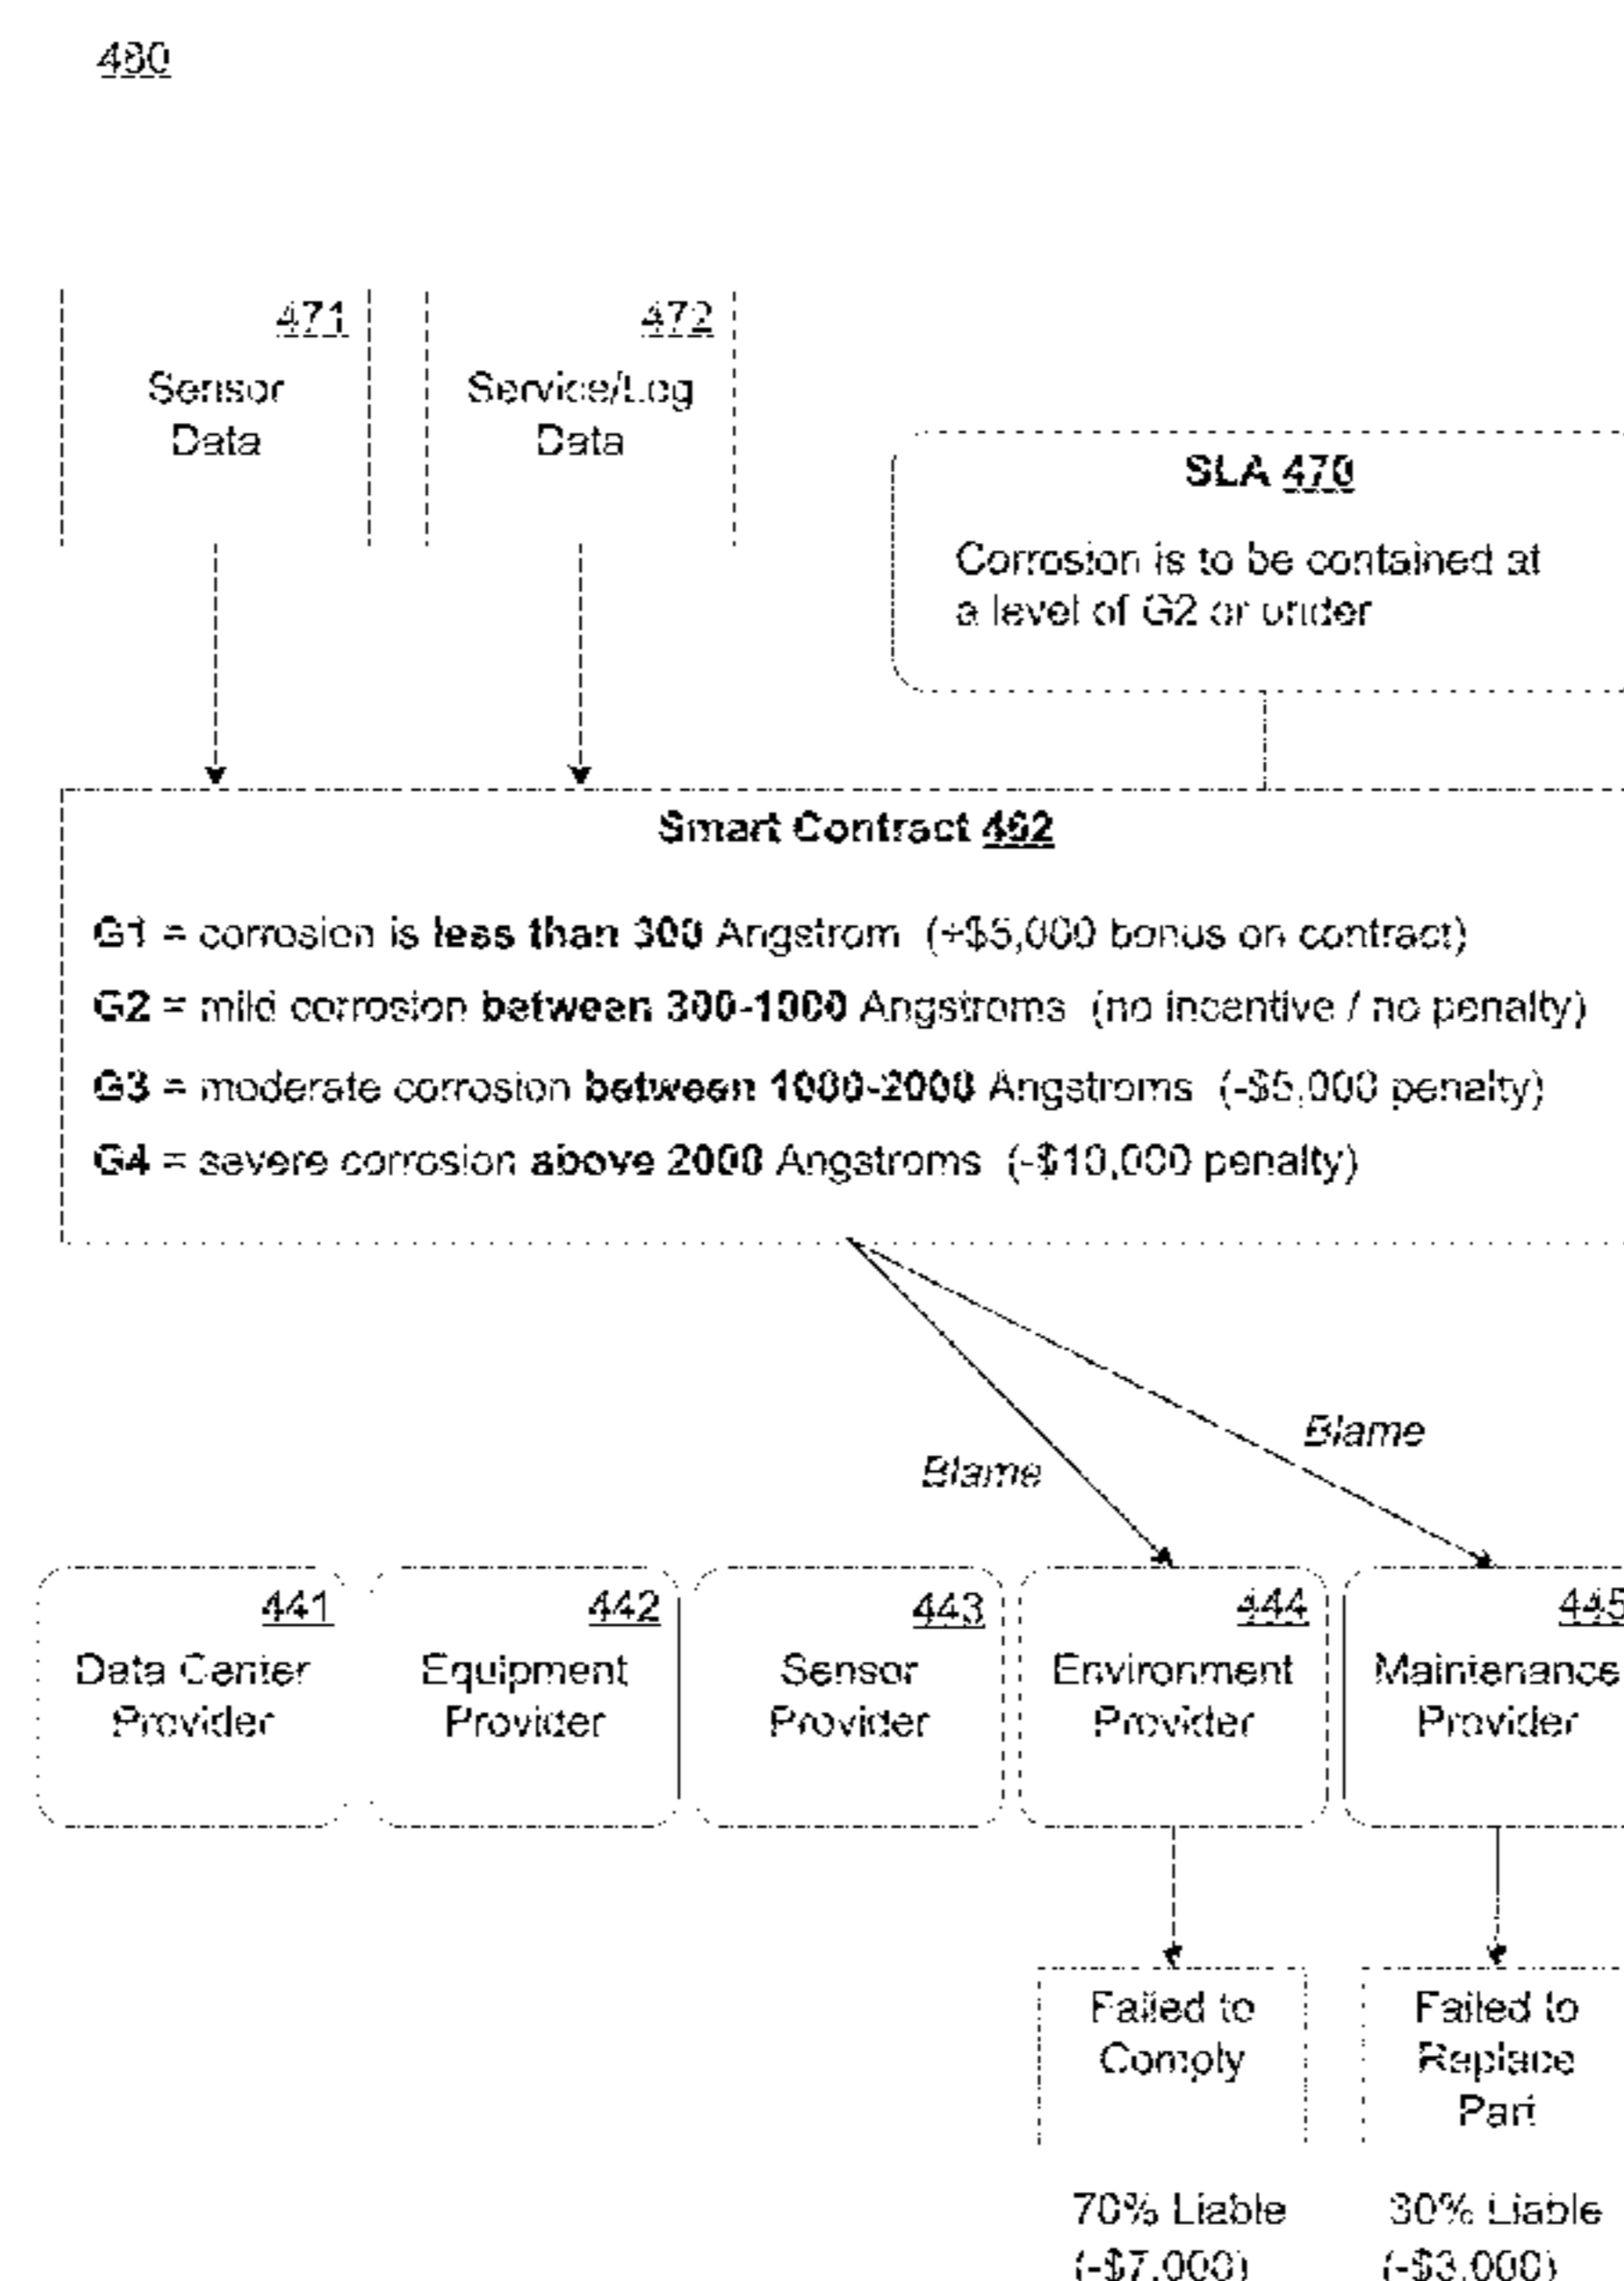 460
471
Sensor
Data
472
Service/Log
Data
SLA 470
Corrosion is to be contained at
a level of G2 or under
Smart Contract 462
G1 = corrosion is less than 300 Angstrom (+$5,000 bonus on contract)
G2 = mild corrosion between 300-1000 Angstroms (no incentive / no penalty)
G3 = moderate corrosion between 1000-2000 Angstroms (-$5,000 penalty)
G4 = severe corrosion above 2000 Angstroms (-$10,000 penalty)
Blame
Blame
441
Data Center
Provider
442
Equipment
Provider
443
Sensor
Provider
444
Environment
Provider
445
Maintenance
Provider
Failed to
Comply
Failed to
Replace
Part
70% Liable
(-$7,000)
30% Liable
(-$3,000)